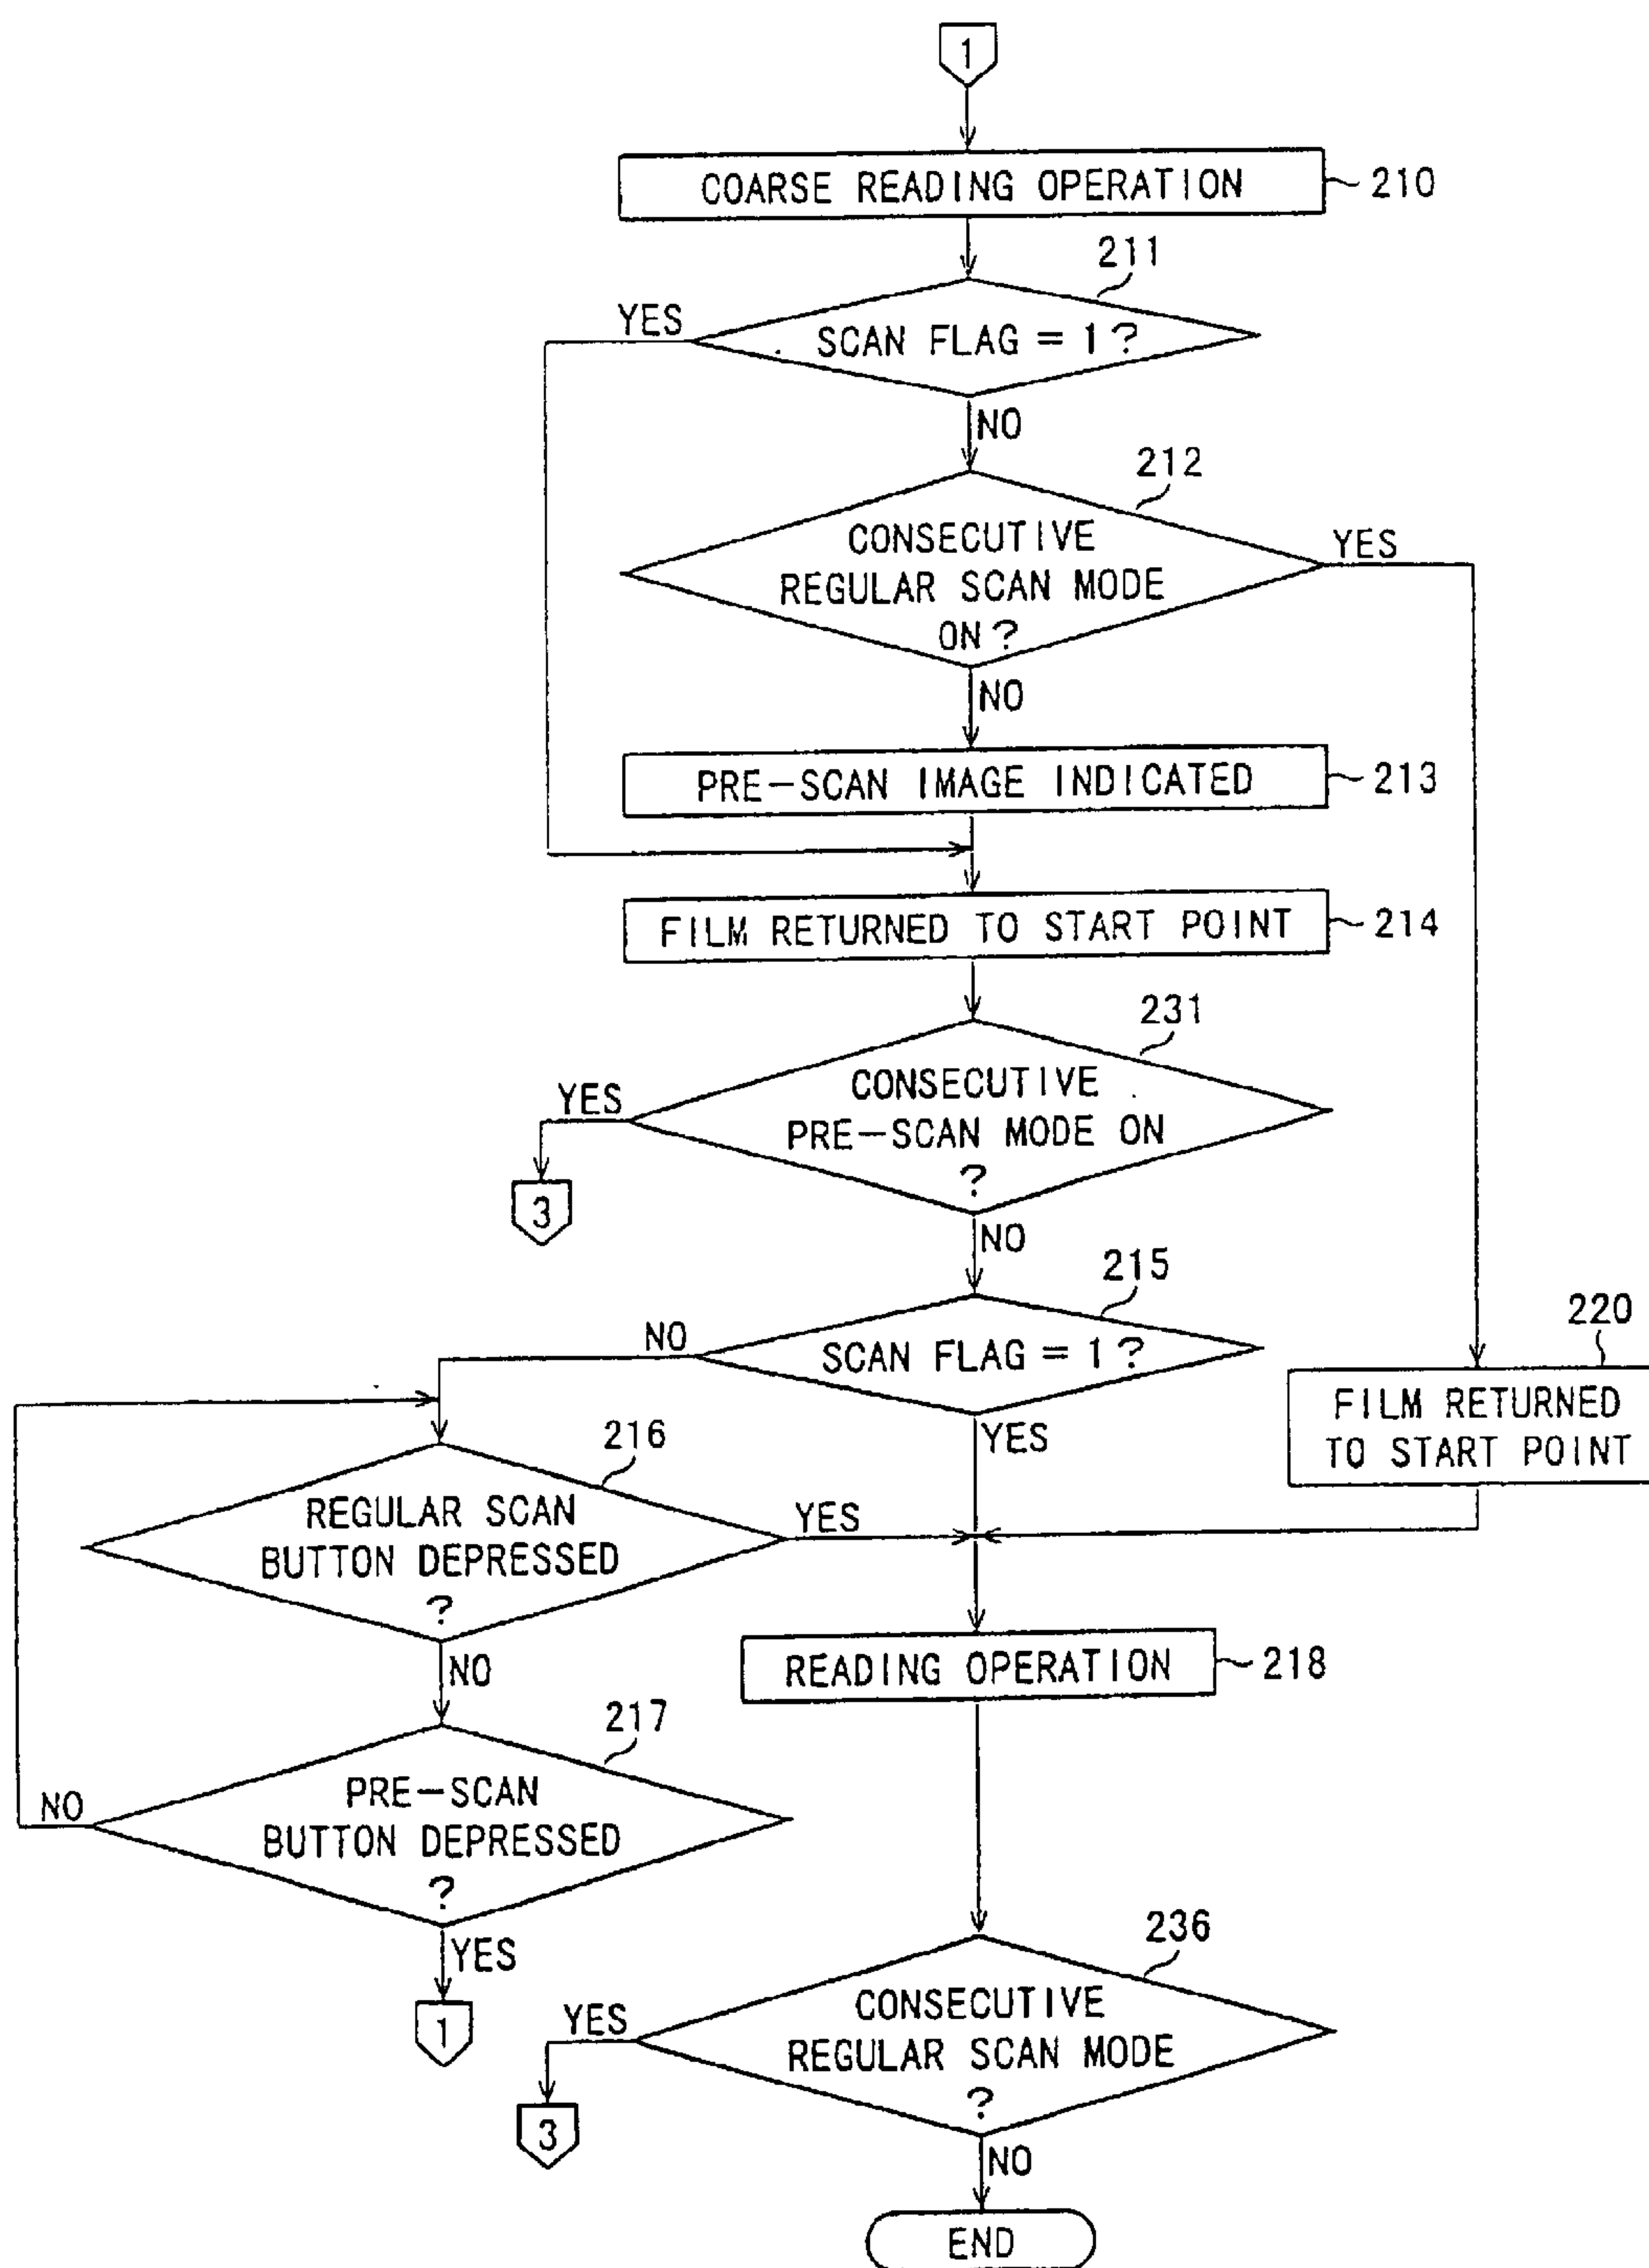 1
COARSE READING OPERATION
210
211
YES
SCAN FLAG = 1?
NO
212
CONSECUTIVE
REGULAR SCAN MODE
ON?
YES
NO
PRE-SCAN IMAGE INDICATED
213
FILM RETURNED TO START POINT
214
231
CONSECUTIVE
PRE-SCAN MODE ON
?
YES
3
NO
215
NO
SCAN FLAG = 1?
YES
220
FILM RETURNED
TO START POINT
216
REGULAR SCAN
BUTTON DEPRESSED
?
YES
NO
READING OPERATION
218
217
PRE-SCAN
BUTTON DEPRESSED
?
NO
YES
1
236
CONSECUTIVE
REGULAR SCAN MODE
?
YES
3
NO
END